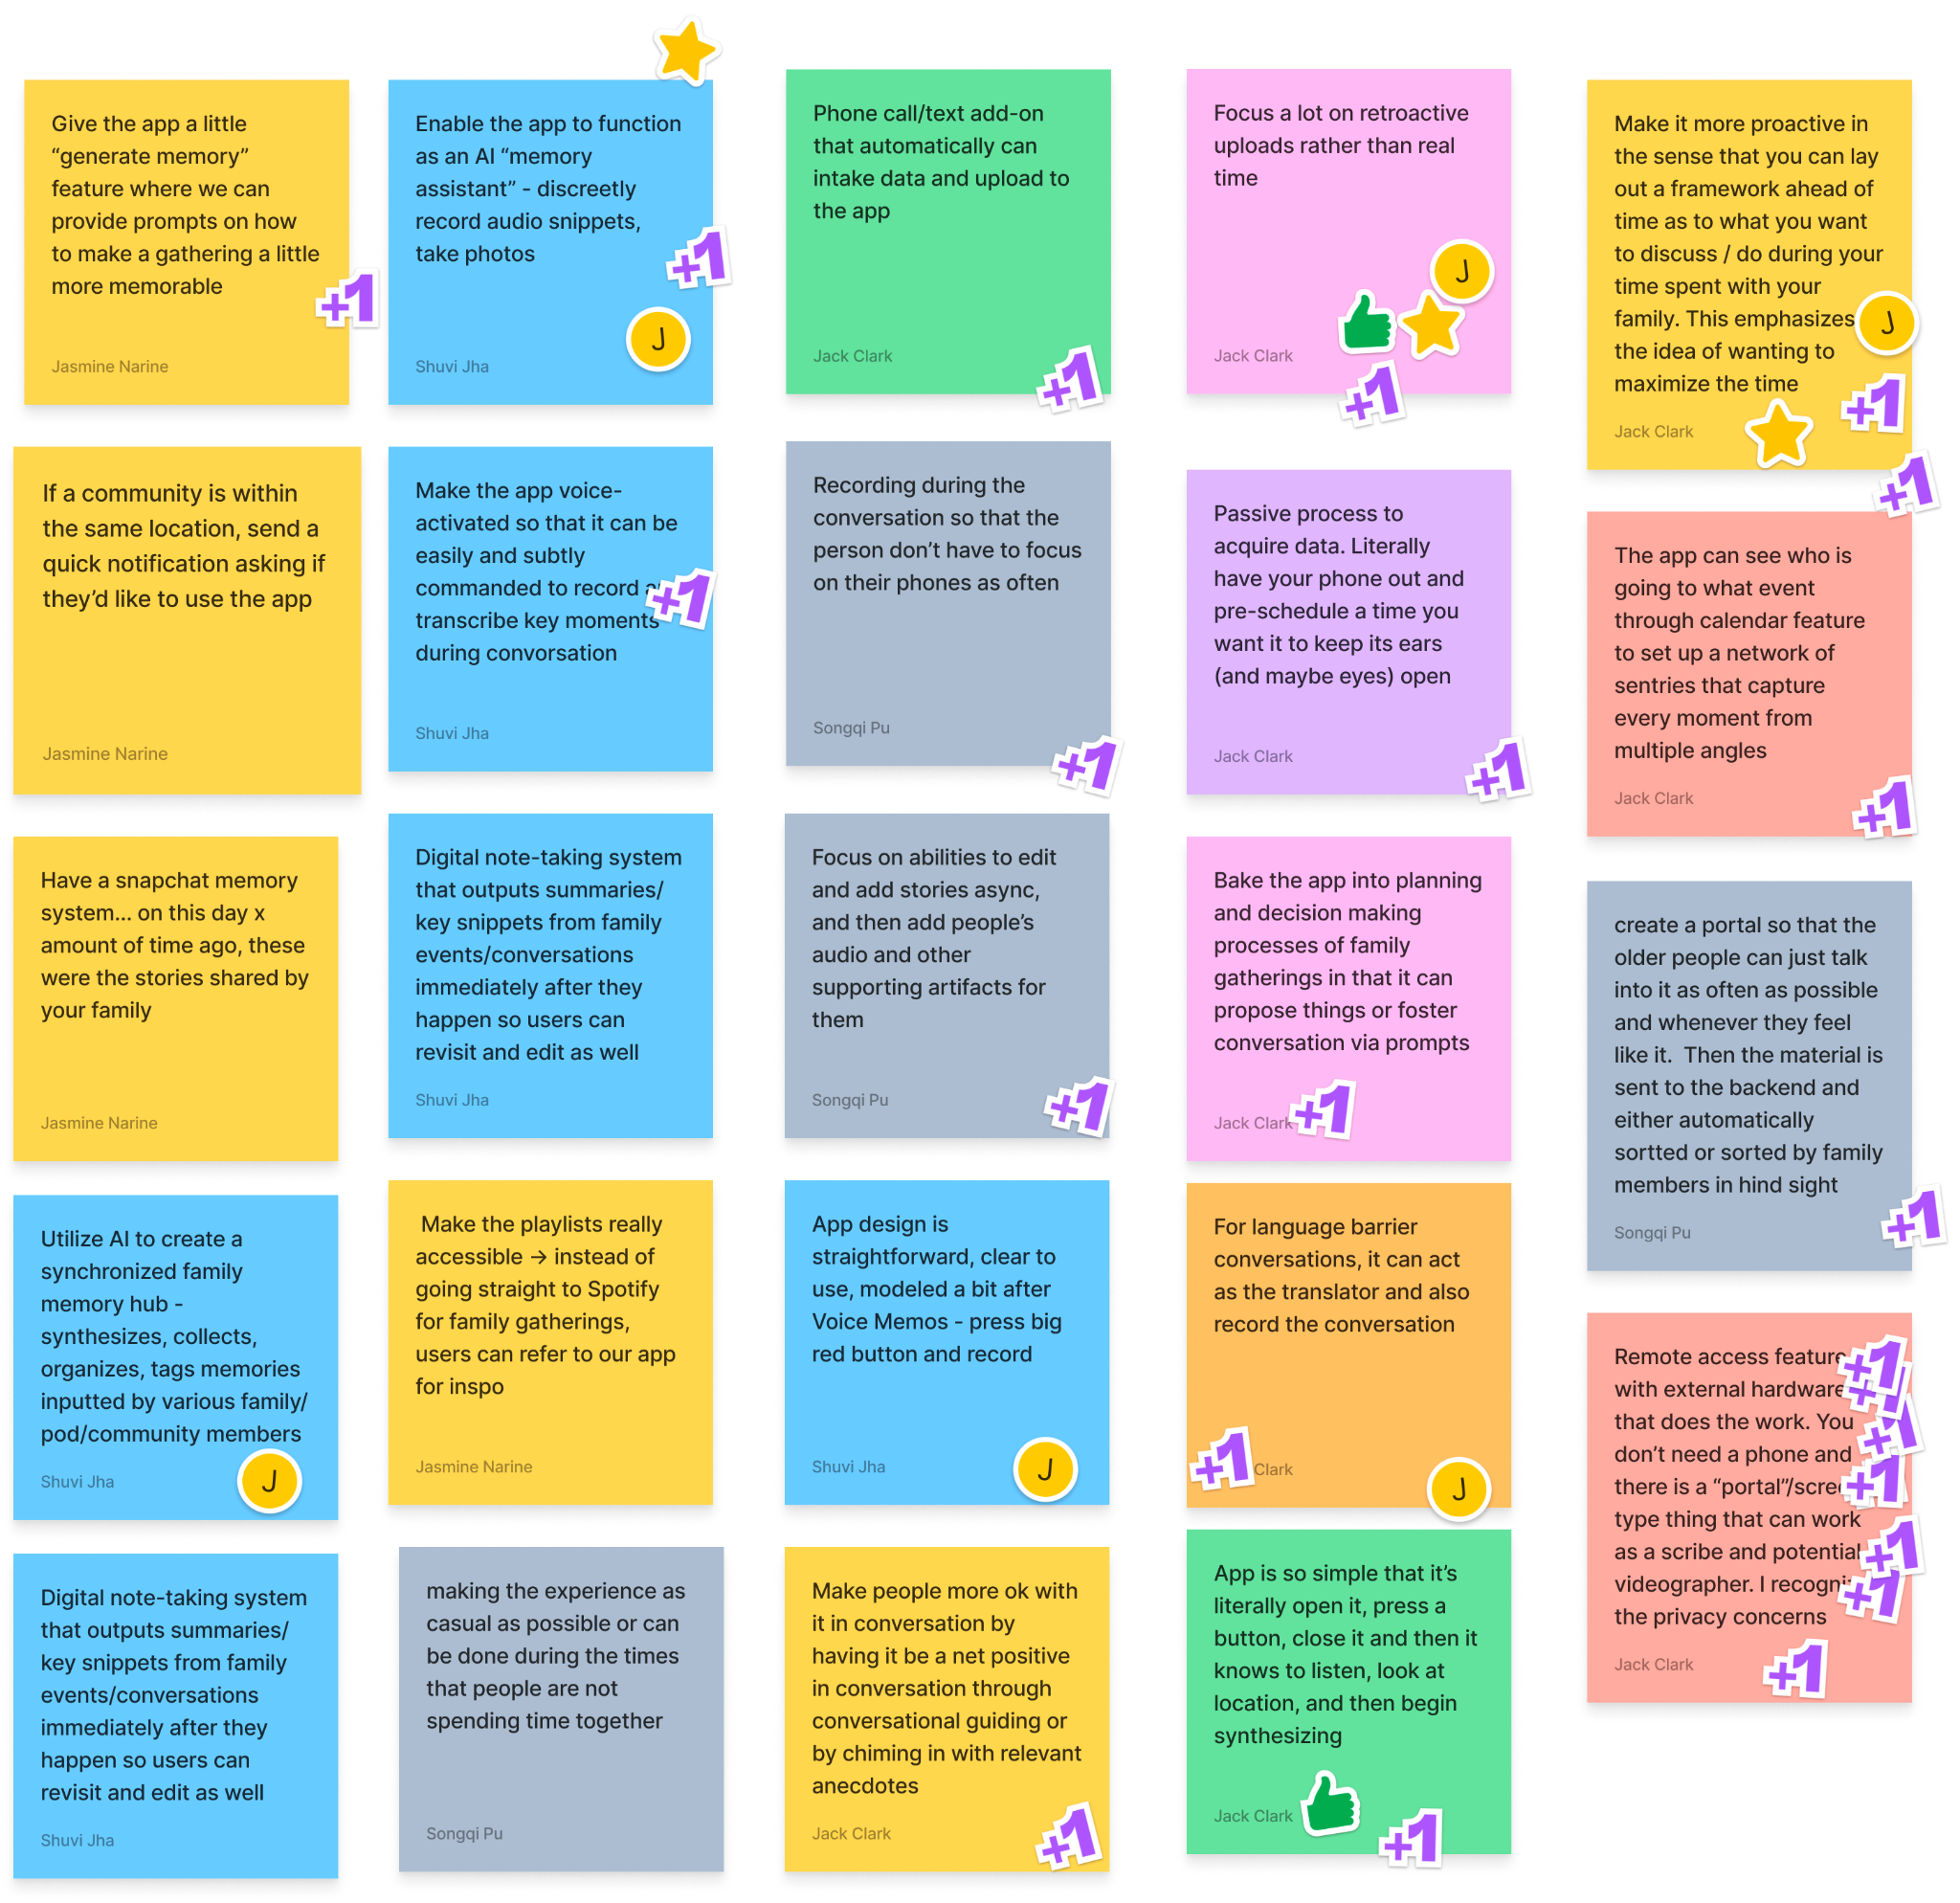 Give the app a little
“generate memory”
feature where we can
provide prompts on how
to make a gathering a little
more memorable
+1
Jasmine Narine
If a community is within
the same location, send a
quick notification asking if
they’d like to use the app
Jasmine Narine
Have a snapchat memory
system... on this day x
amount of time ago, these
were the stories shared by
your family
Jasmine Narine
Utilize AI to create a
synchronized family
memory hub -
synthesizes, collects,
organizes, tags memories
inputted by various family/
pod/community members
Shuvi Jha
J
Digital note-taking system
that outputs summaries/
key snippets from family
events/conversations
immediately after they
happen so users can
revisit and edit as well
Shuvi Jha
Enable the app to function
as an AI “memory
assistant” - discreetly
record audio snippets,
take photos
+1
J
Shuvi Jha
Make the app voice-
activated so that it can be
easily and subtly
commanded to record
+1
transcribe key moments
during convorsation
Shuvi Jha
Digital note-taking system
that outputs summaries/
key snippets from family
events/conversations
immediately after they
happen so users can
revisit and edit as well
Shuvi Jha
Make the playlists really
accessible → instead of
going straight to Spotify
for family gatherings,
users can refer to our app
for inspo
Jasmine Narine
making the experience as
casual as possible or can
be done during the times
that people are not
spending time together
Songqi Pu
Phone call/text add-on
that automatically can
intake data and upload to
the app
Jack Clark
+1
Recording during the
conversation so that the
person don’t have to focus
on their phones as often
Songqi Pu
+1
Focus on abilities to edit
and add stories async,
and then add people’s
audio and other
supporting artifacts for
them
Songqi Pu
+1
App design is
straightforward, clear to
use, modeled a bit after
Voice Memos - press big
red button and record
Shuvi Jha
J
Make people more ok with
it in conversation by
having it be a net positive
in conversation through
conversational guiding or
by chiming in with relevant
anecdotes
Jack Clark
+1
Focus a lot on retroactive
uploads rather than real
time
J
Jack Clark
+1
Passive process to
acquire data. Literally
have your phone out and
pre-schedule a time you
want it to keep its ears
(and maybe eyes) open
Jack Clark
+1
Bake the app into planning
and decision making
processes of family
gatherings in that it can
propose things or foster
conversation via prompts
Jack Clark
+1
For language barrier
conversations, it can act
as the translator and also
record the conversation
+1
Clark
J
App is so simple that it’s
literally open it, press a
button, close it and then it
knows to listen, look at
location, and then begin
synthesizing
Jack Clark
+1
Make it more proactive in
the sense that you can lay
out a framework ahead of
time as to what you want
to discuss / do during your
time spent with your
family. This emphasizes
J
the idea of wanting to
maximize the time
+1
Jack Clark
+1
The app can see who is
going to what event
through calendar feature
to set up a network of
sentries that capture
every moment from
multiple angles
Jack Clark
+1
create a portal so that the
older people can just talk
into it as often as possible
and whenever they feel
like it.  Then the material is
sent to the backend and
either automatically
sortted or sorted by family
members in hind sight
Songqi Pu
+1
Remote access feature
+1
with external hardware
+1
that does the work. You
+1
don’t need a phone and
there is a “portal”/
+1
type thing that can work
as a scribe and potential
+1
videographer. I
+1
the privacy concerns
Jack Clark
+1